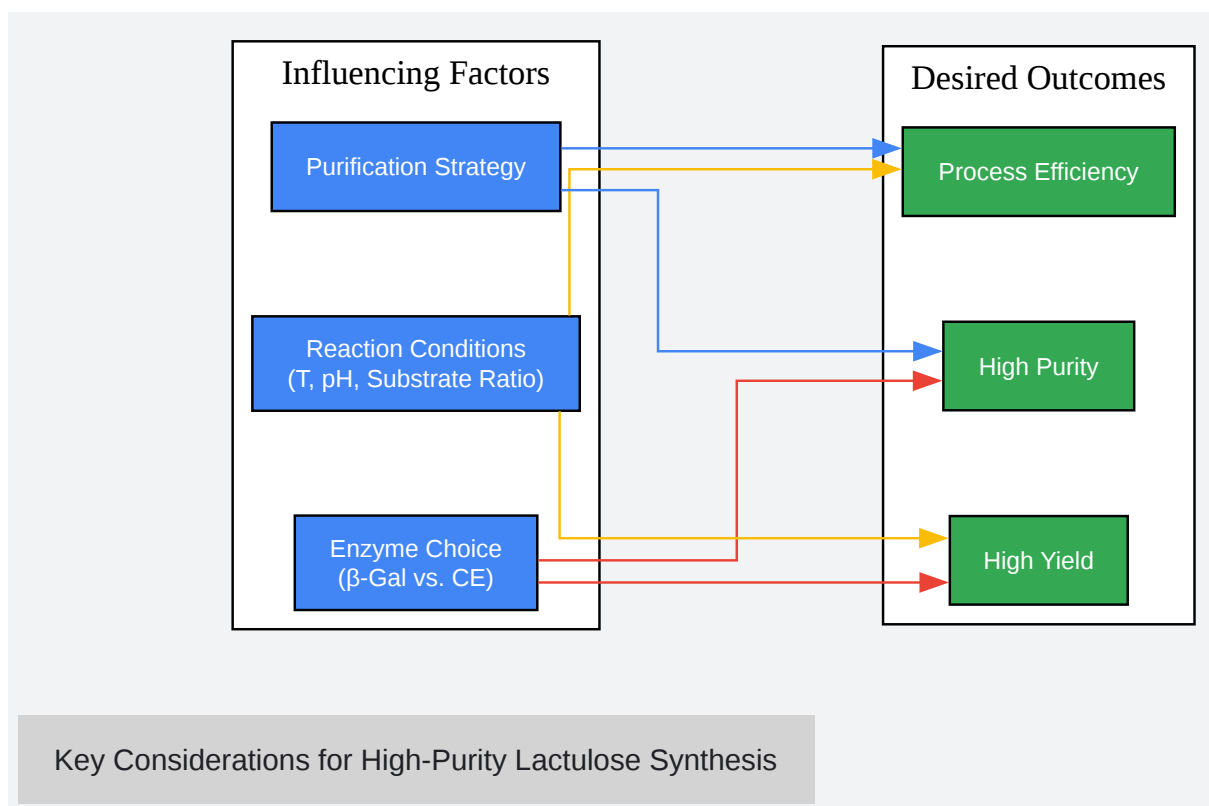 Influencing Factors
Purification Strategy
Reaction Conditions
(T, pH, Substrate Ratio)
Enzyme Choice
(β-Gal vs. CE)
Desired Outcomes
Process Efficiency
High Purity
High Yield
Key Considerations for High-Purity Lactulose Synthesis